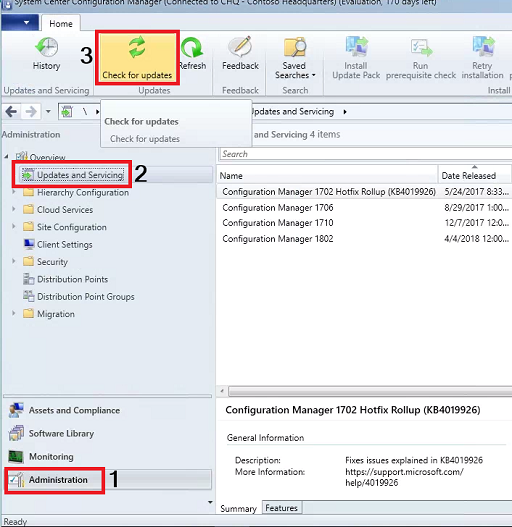 System Center Configuration Manager (Connected to CHQ - Contoso Headquarters) (Evaluation, 170 days left)
Home
3
History
Check for updates
Refresh
Feedback
Saved
Searches
Install
Update Pack
Run
prerequisite check
Retry
installation
Updates and Servicing
Updates
Feedback
Search
Install
\
Updates and Servicing
Check for updates
Check for updates
Administration
and Servicing 4 items
Overview
Search
Updates and Servicing
2
Name
Date Released
Hierarchy Configuration
Configuration Manager 1702 Hotfix Rollup (KB4019926)
5/24/2017 8:33...
Cloud Services
Configuration Manager 1706
8/29/2017 1:00...
Site Configuration
Configuration Manager 1710
12/7/2017 12:0...
Client Settings
Configuration Manager 1802
4/4/2018 12:00...
Security
Distribution Points
Distribution Point Groups
Migration
Assets and Compliance
Software Library
Monitoring
Administration
1
Configuration Manager 1702 Hotfix Rollup (KB4019926)
General Information
Description:
Fixes issues explained in KB4019926
More Information:
https://support.microsoft.com/
help/4019926
Summary
Features
Ready